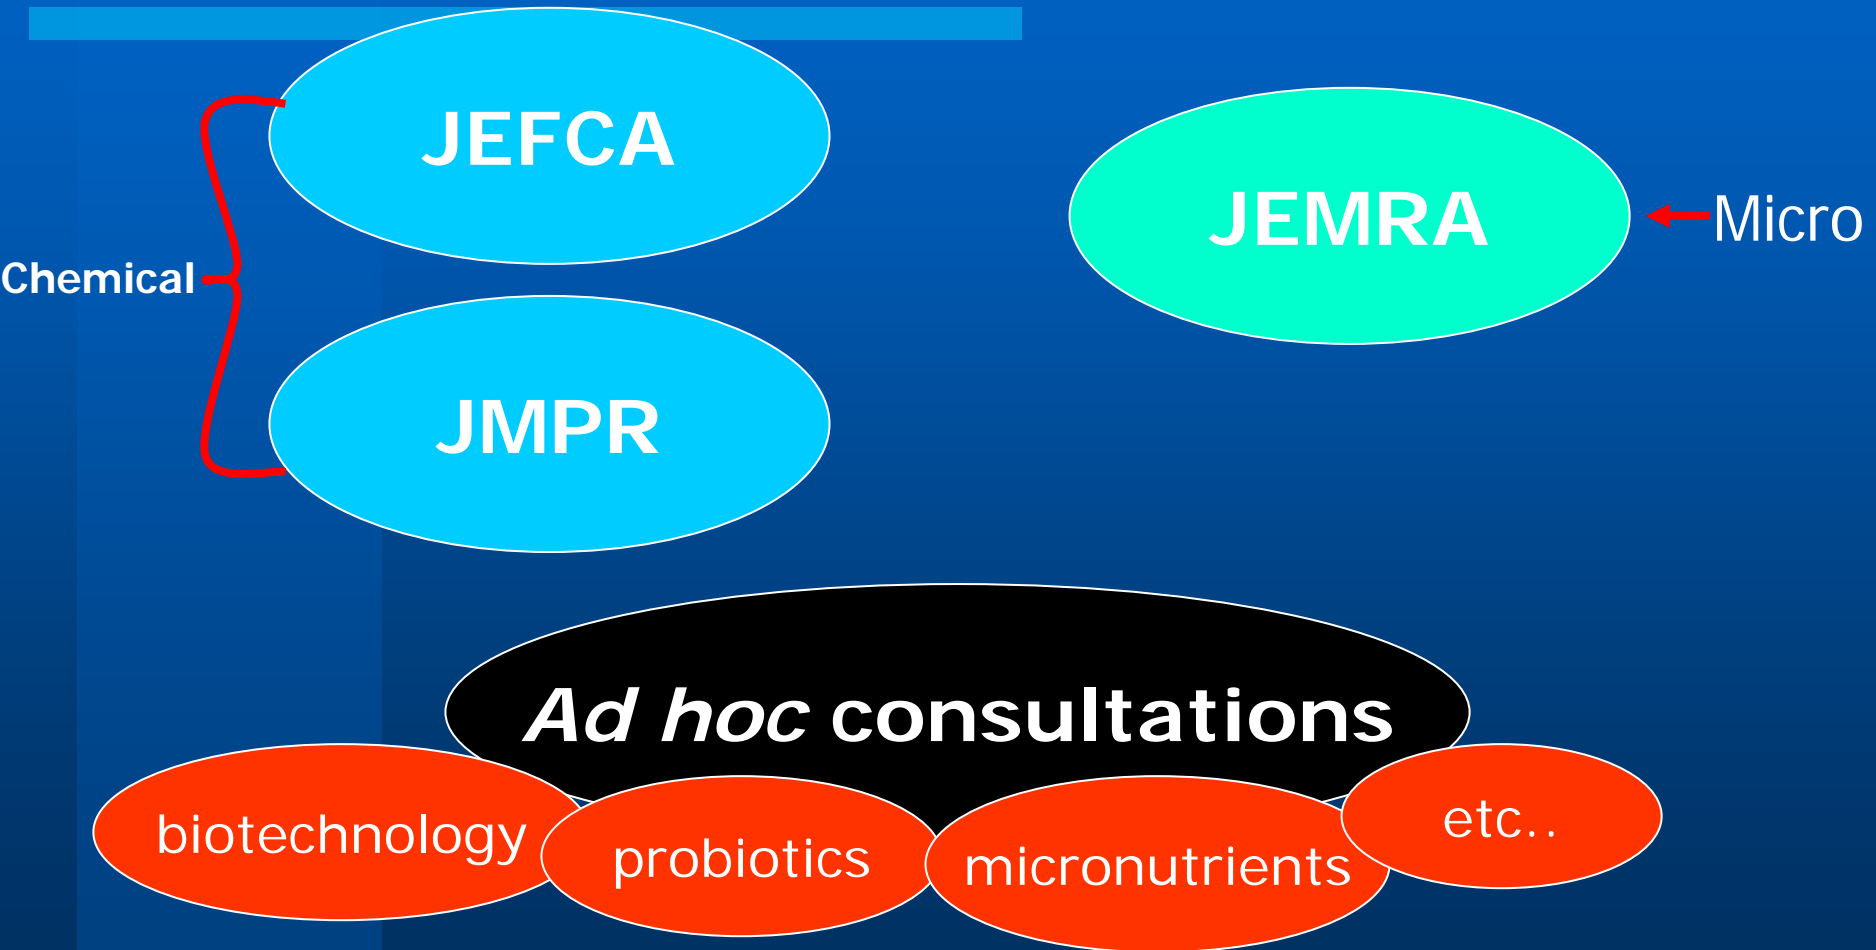 JEFCA
JEMRA
Micro
Chemical
JMPR
Ad hoc consultations
biotechnology
probiotics
micronutrients
etc..